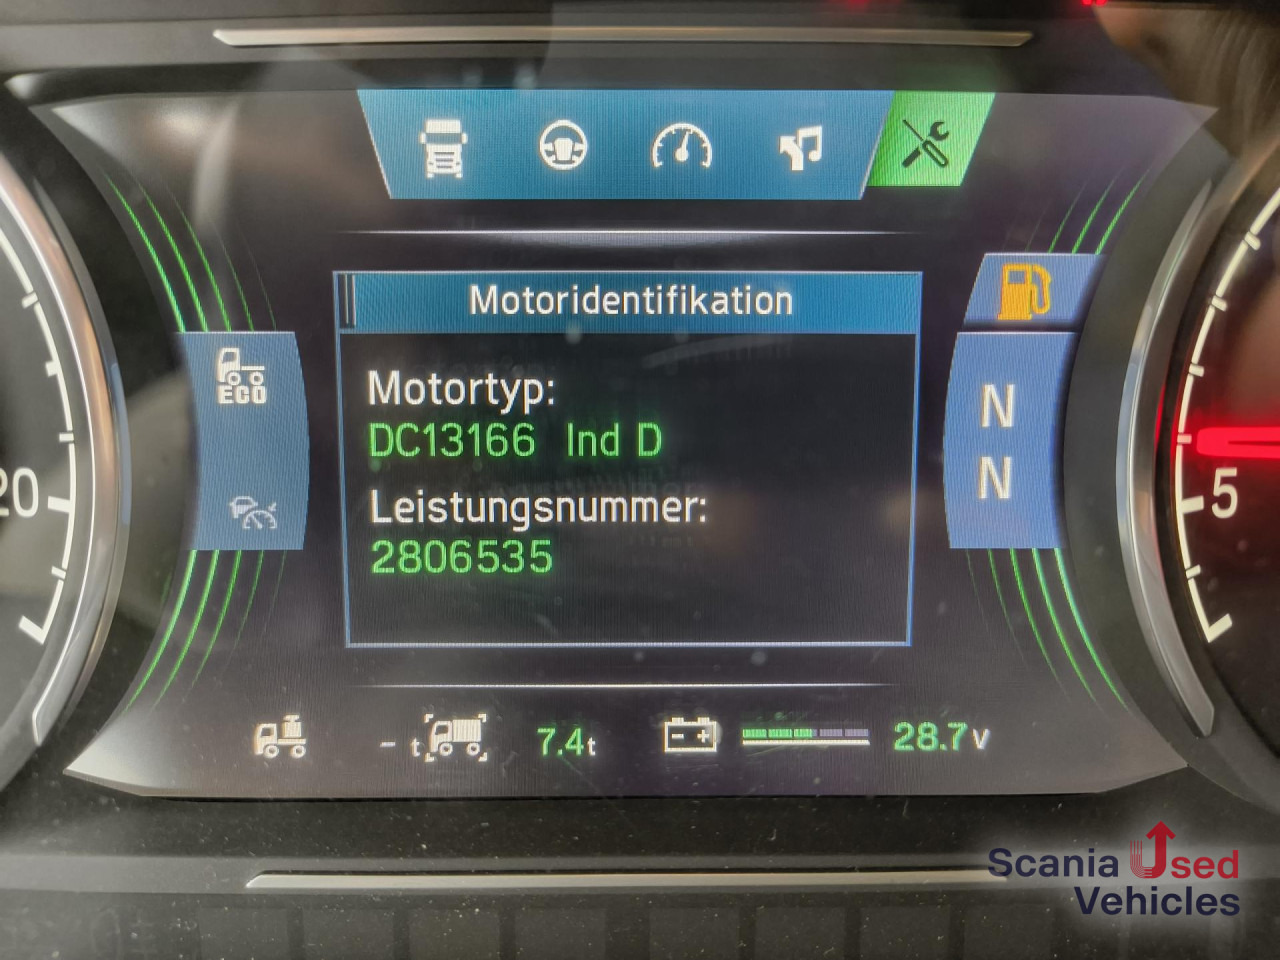 Motoridentifikation
Motortyp:
DC13166 Ind D
Leistungsnummer:
2806535
ECO
N
N
20
5
- t
7.4t
28.7V
Scania Used
Vehicles